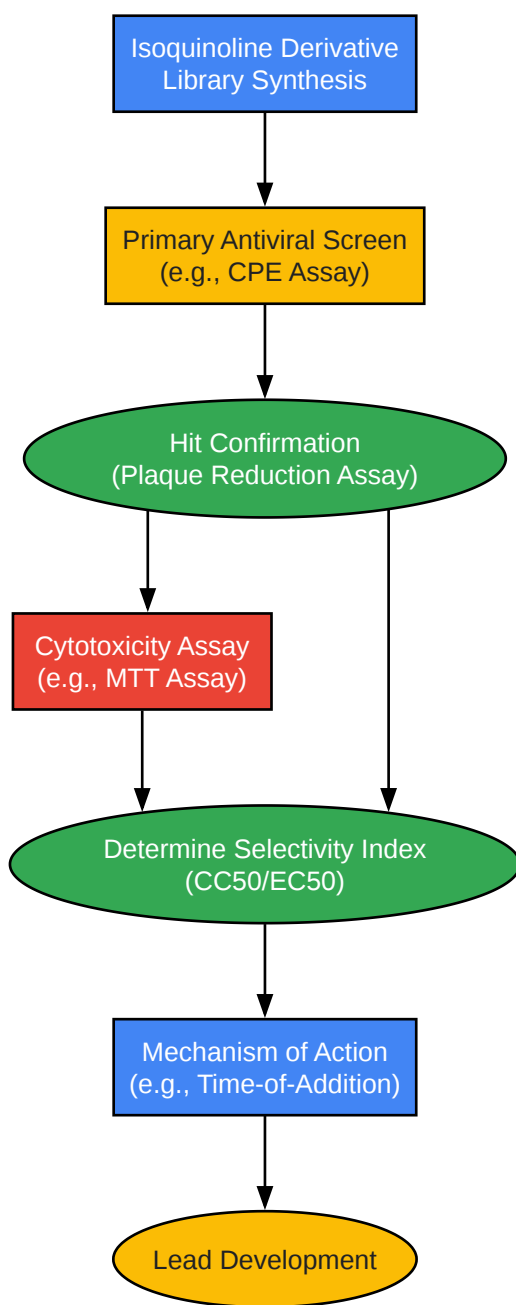 Isoquinoline Derivative
Library Synthesis
Primary Antiviral Screen
(e.g., CPE Assay)
Hit Confirmation
(Plaque Reduction Assay)
Cytotoxicity Assay
(e.g., MTT Assay)
Determine Selectivity Index
(CC50/EC50)
Mechanism of Action
(e.g., Time-of-Addition)
Lead Development